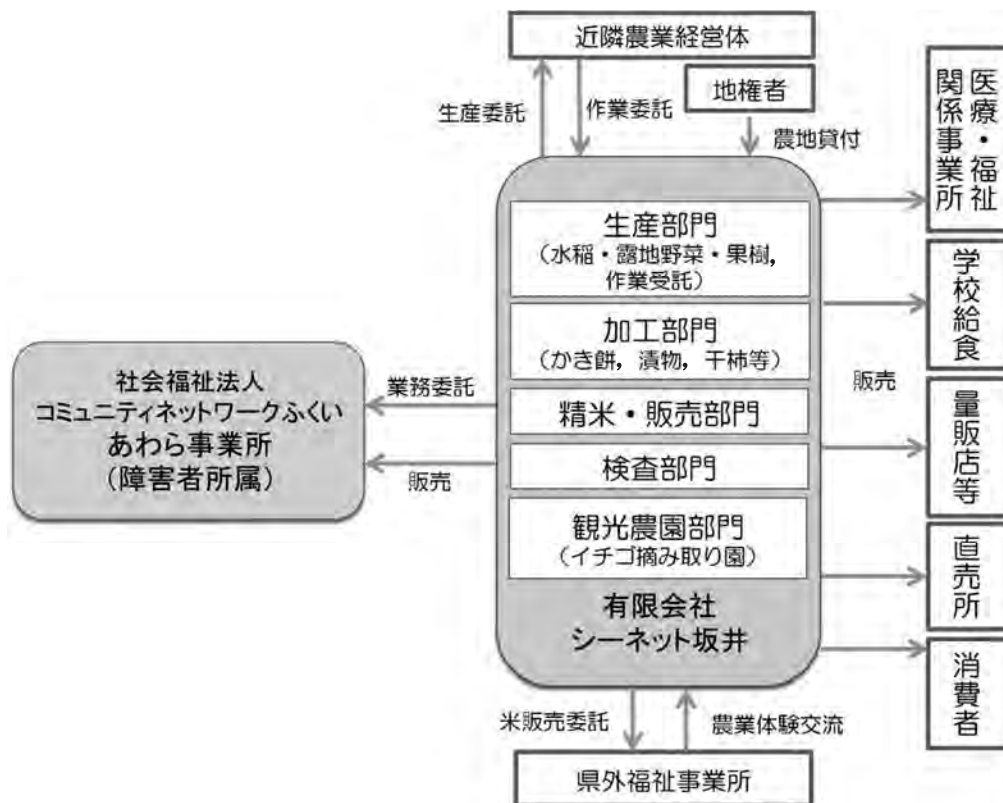 近隣農業経営体
地権者
生産委託
作業委託
農地貸付
生産部門
(水稲・露地野菜・果樹,
作業受託)
加工部門
(かき餅，漬物，干柿等)
精米・販売部門
検査部門
観光農園部門
(イチゴ摘み取り園)
有限会社
シーネット坂井
社会福祉法人
コミュニティネットワークふくい
あわら事業所
(障害者所属)
業務委託
販売
販売
医療・福祉
関係事業所
学校給食
量販店等
直売所
消費者
米販売委託
農業体験交流
県外福祉事業所